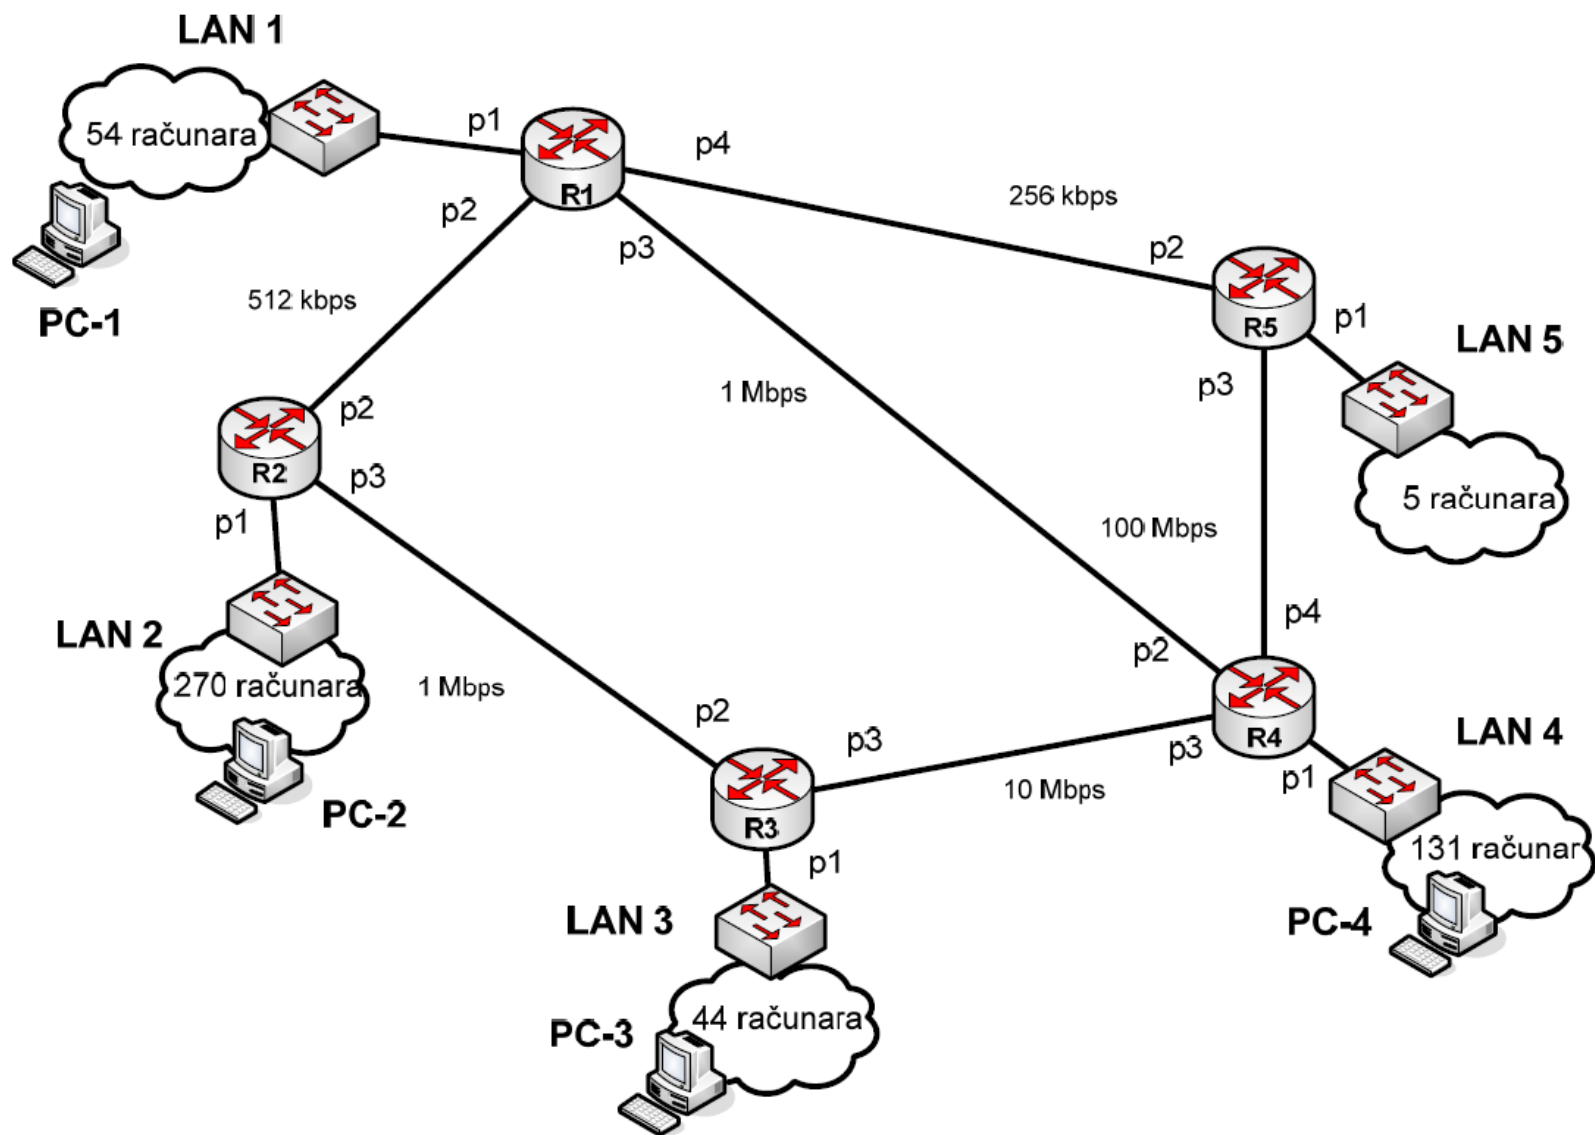 LAN 1
54 računara
PC-1
p1
R1
p4
p2
p3
256 kbps
p2
R5
p1
p3
LAN 5
5 računara
512 kbps
1 Mbps
p2
R2
p3
p1
LAN 2
270 računara
PC-2
1 Mbps
100 Mbps
p4
p2
R4
p3
p1
LAN 4
131 računar
PC-4
p2
p3
R3
p1
10 Mbps
LAN 3
44 računara
PC-3